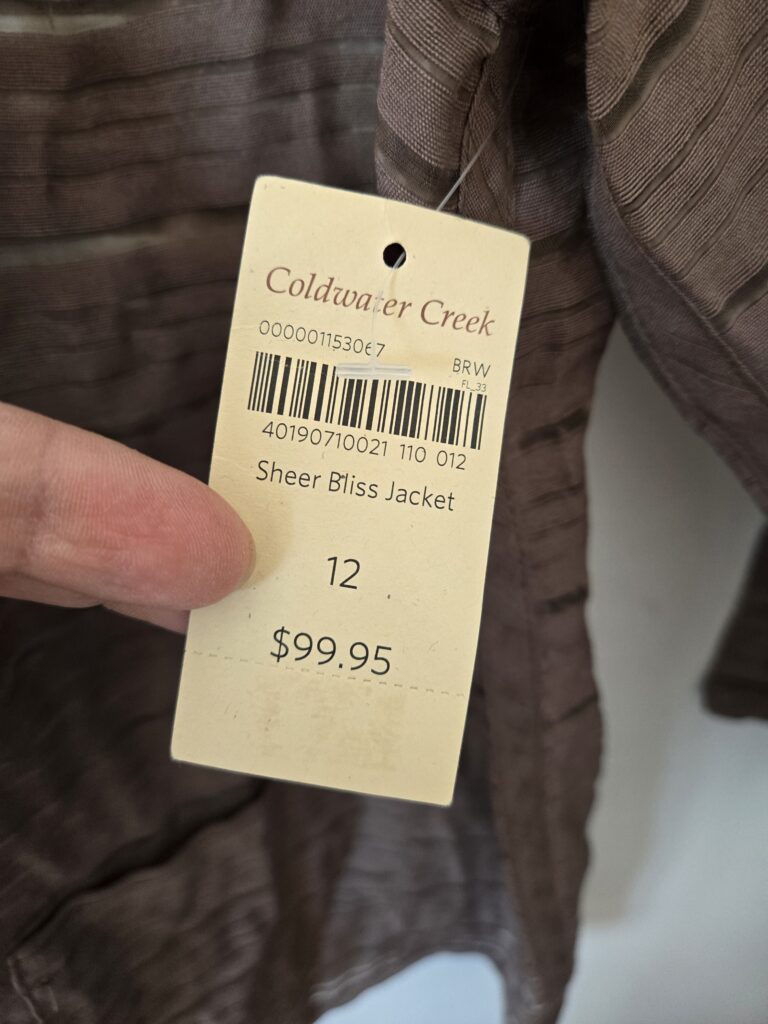 Coldwater Creek
000001153067
BRW
FL_33
40190710021 110 012
Sheer Bliss Jacket
12
$99.95